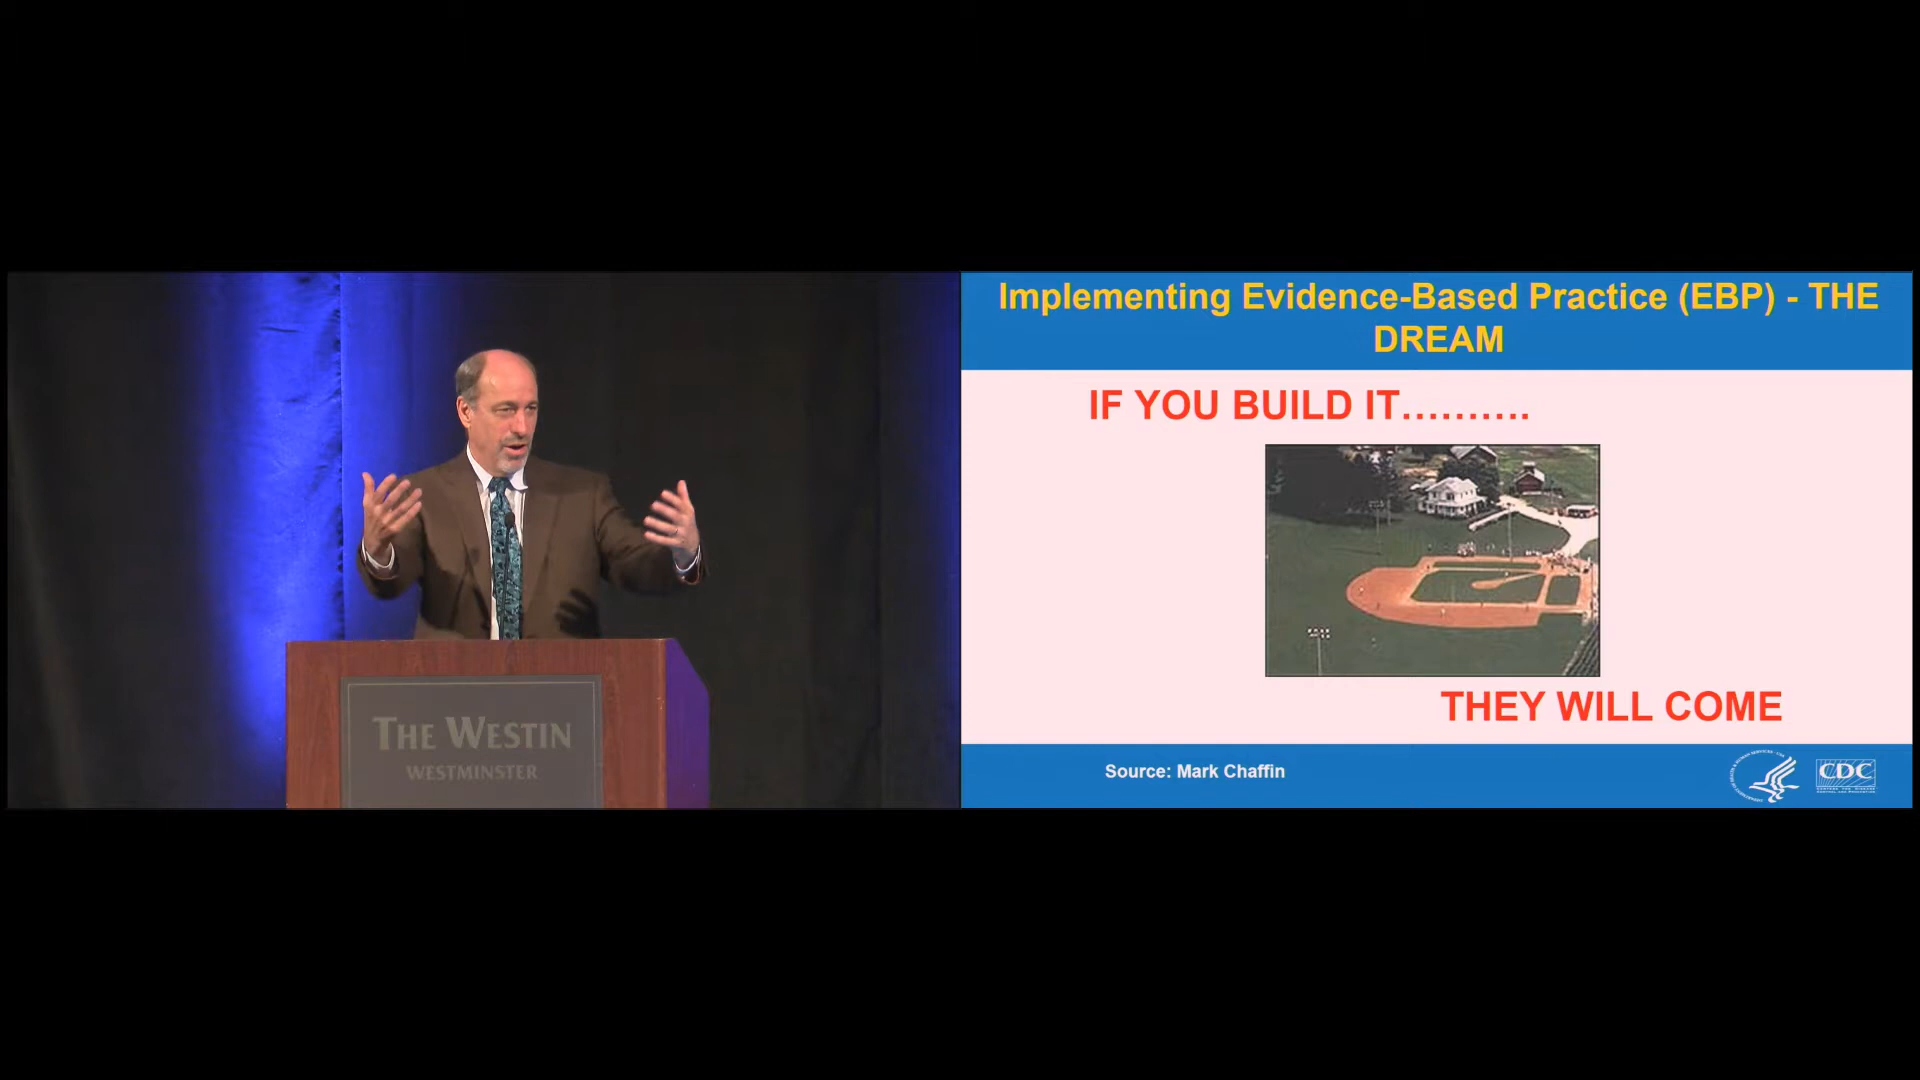 THE WESTIN
WESTMINSTER
Implementing Evidence-Based Practice (EBP) - THE
DREAM
IF YOU BUILD IT..........
THEY WILL COME
Source: Mark Chaffin
CDC